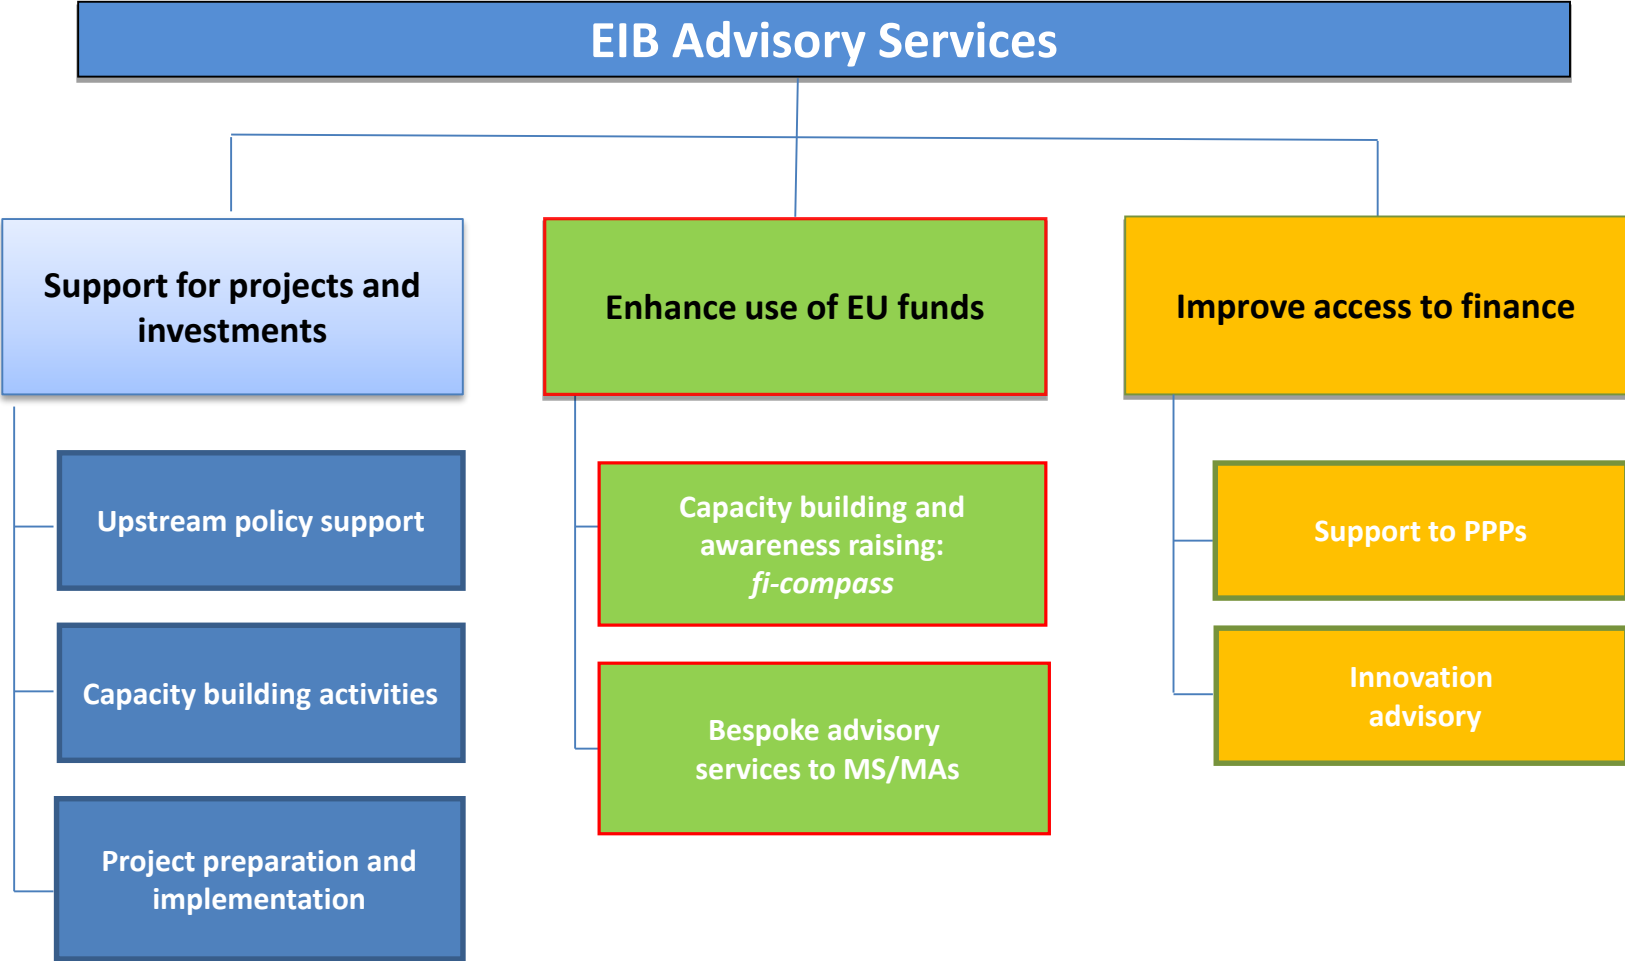 EIB Advisory Services
Support for projects and
investments
Upstream policy support
Capacity building activities
Project preparation and
implementation
Enhance use of EU funds
Capacity building and
awareness raising:
fi-compass
Bespoke advisory
services to MS/MAs
Improve access to finance
Support to PPPs
Innovation
advisory